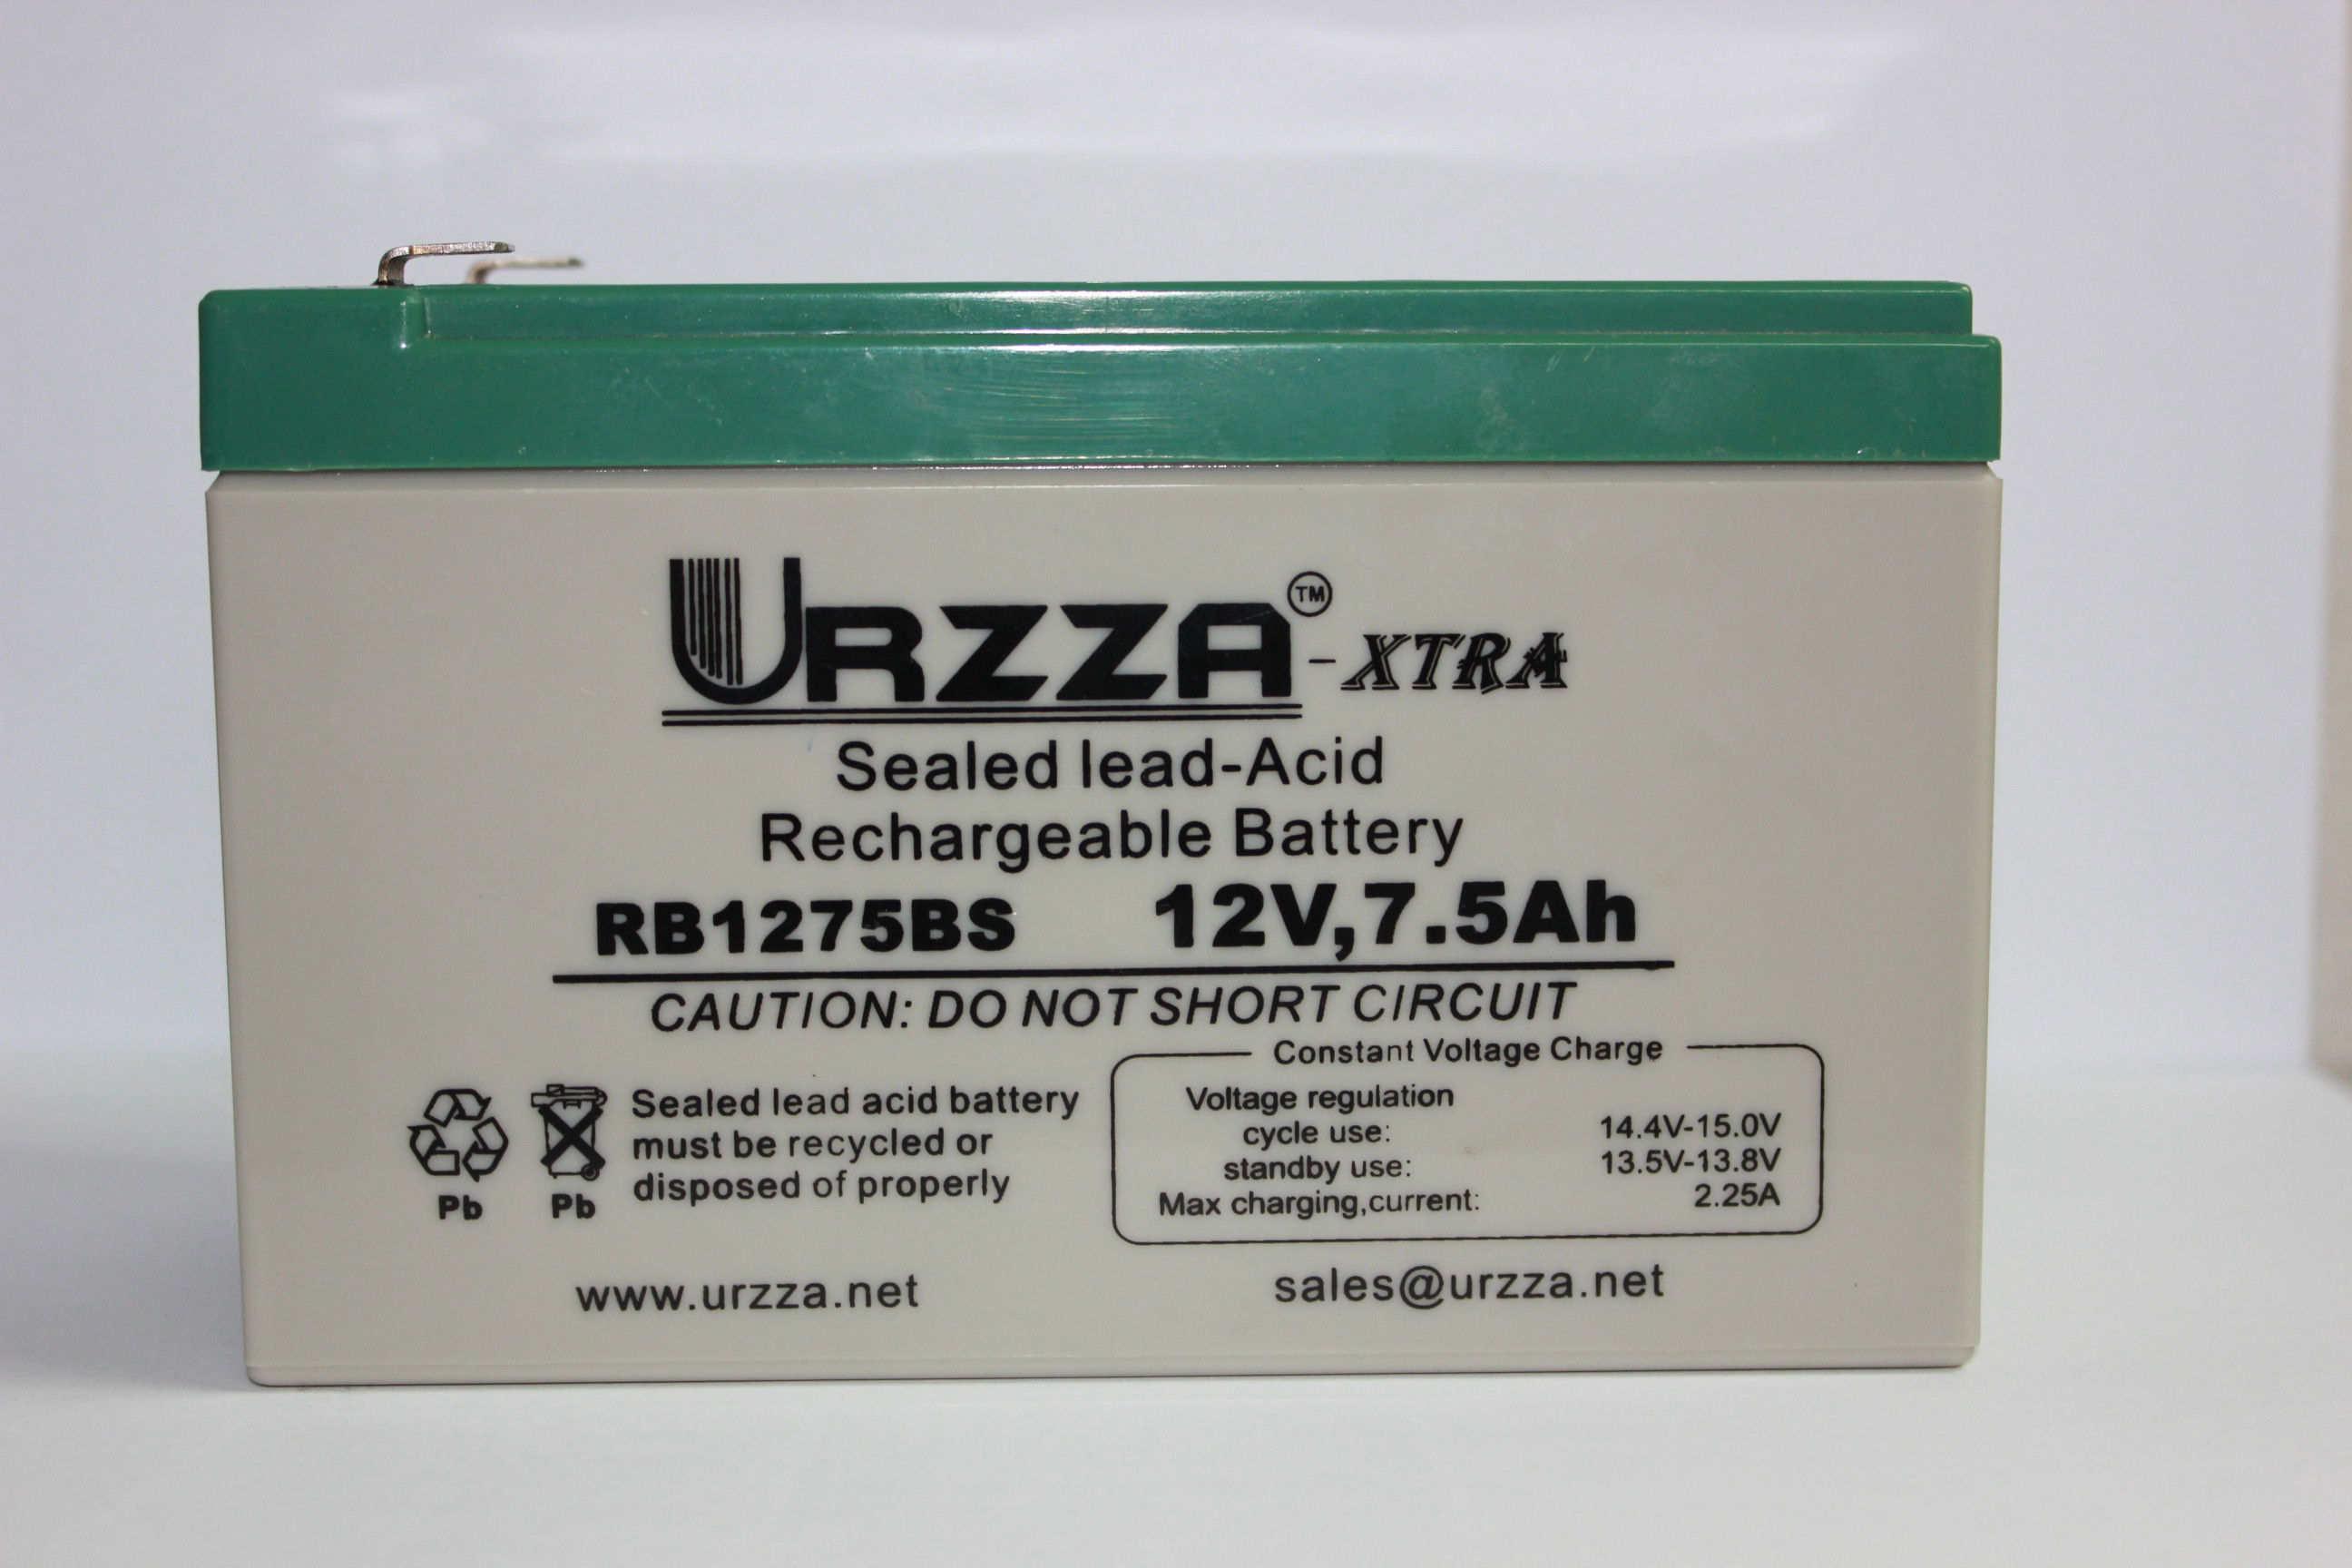 URZZA™-XTRA
Sealed lead-Acid
Rechargeable Battery
RB1275BS 12V,7.5Ah
CAUTION: DO NOT SHORT CIRCUIT
Sealed lead acid battery
must be recycled or
disposed of properly
Pb Pb
Constant Voltage Charge
Voltage regulation
cycle use: 14.4V-15.0V
standby use: 13.5V-13.8V
Max charging,current: 2.25A
www.urzza.net
sales@urzza.net